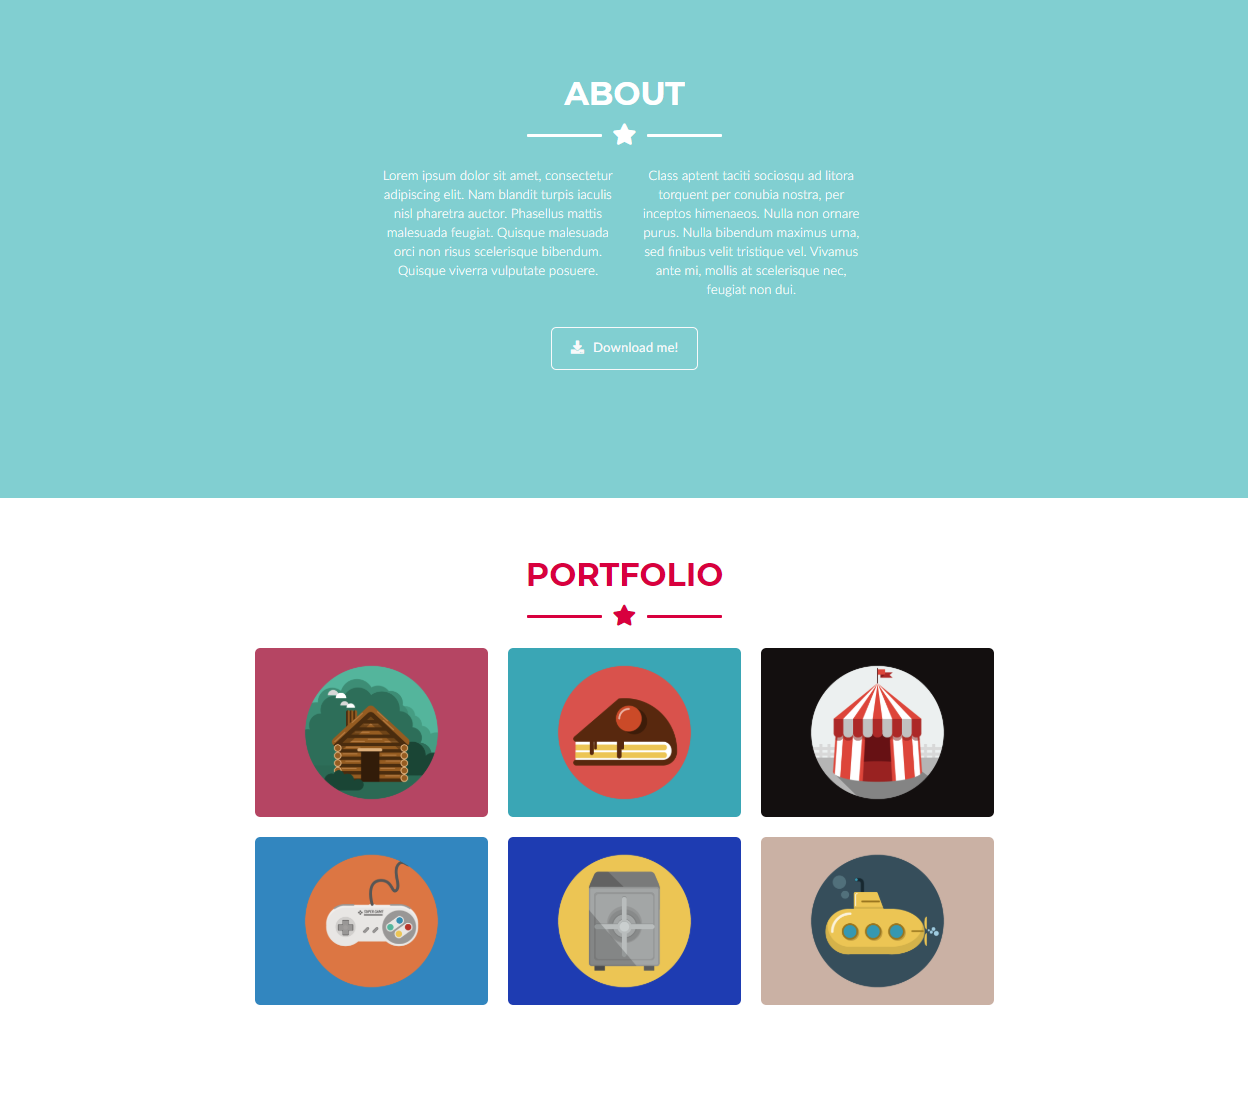 ABOUT
Lorem ipsum dolor sit amet, consectetur
adipiscing elit. Nam blandit turpis iaculis
nisl pharetra auctor. Phasellus mattis
malesuada feugiat. Quisque malesuada
orci non risus scelerisque bibendum.
Quisque viverra vulputate posuere.
Class aptent taciti sociosqu ad litora
torquent per conubia nostra, per
inceptos himenaeos. Nulla non ornare
purus. Nulla bibendum maximus urna,
sed finibus velit tristique vel. Vivamus
ante mi, mollis at scelerisque nec,
feugiat non dui.
Download me!
PORTFOLIO
SUPER GAMY